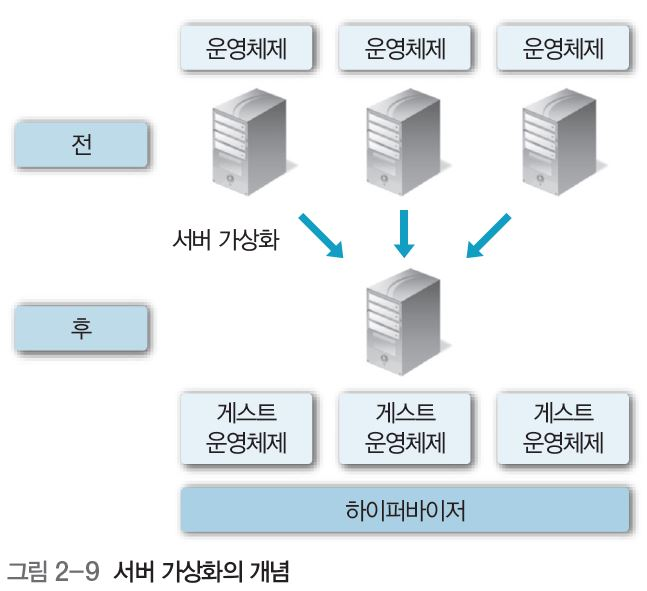 운영체제 운영체제 운영체제
전
서버 가상화
후
게스트 게스트 게스트
운영체제 운영체제 운영체제
하이퍼바이저
그림 2-9 서버 가상화의 개념